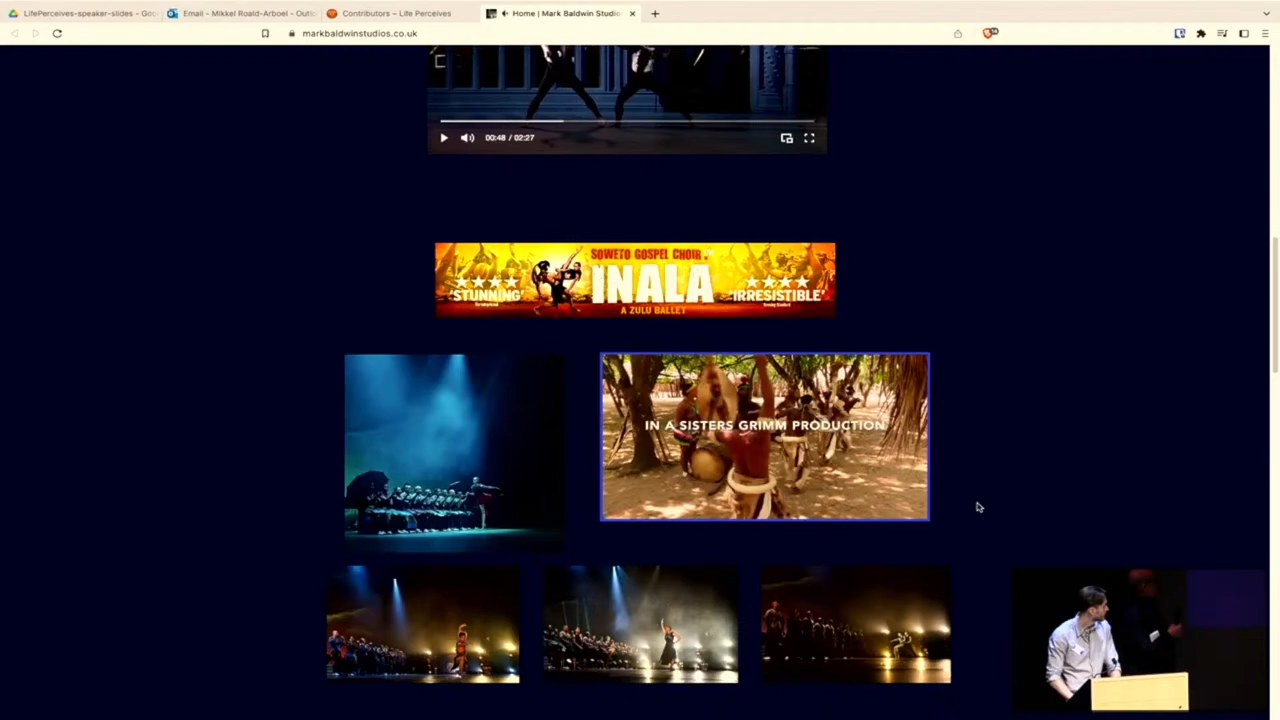 LifePerceives-speaker-slides - Goo
Email – Mikkel Roald-Arboel - Outlo
Contributors – Life Perceives
Home | Mark Baldwin Studio
markbaldwinstudios.co.uk
00:48 / 02:27
SOWETO GOSPEL CHOIR
INALA
★★★★
'STUNNING'
★★★★
'IRRESISTIBLE'
A ZULU BALLET
IN A SISTERS GRIMM PRODUCTION